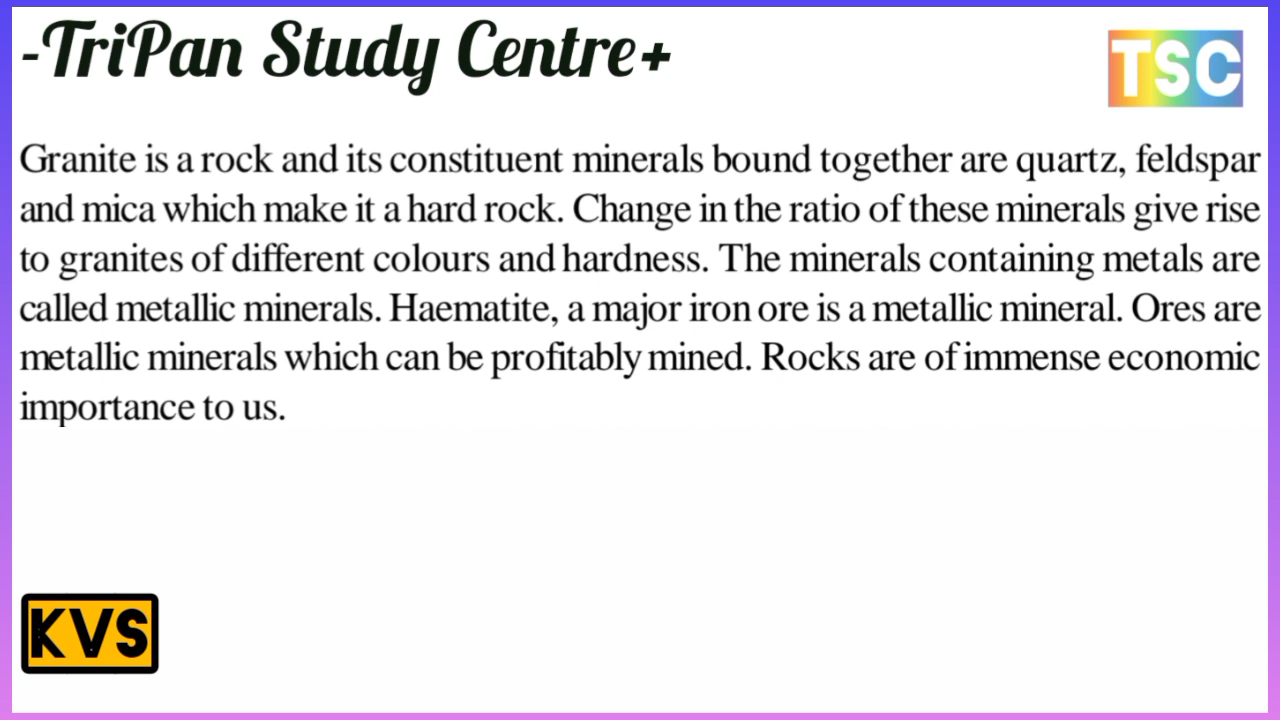 -TriPan Study Centre+
TSC
Granite is a rock and its constituent minerals bound together are quartz, feldspar
and mica which make it a hard rock. Change in the ratio of these minerals give rise
to granites of different colours and hardness. The minerals containing metals are
called metallic minerals. Haematite, a major iron ore is a metallic mineral. Ores are
metallic minerals which can be profitably mined. Rocks are of immense economic
importance to us.
KVS